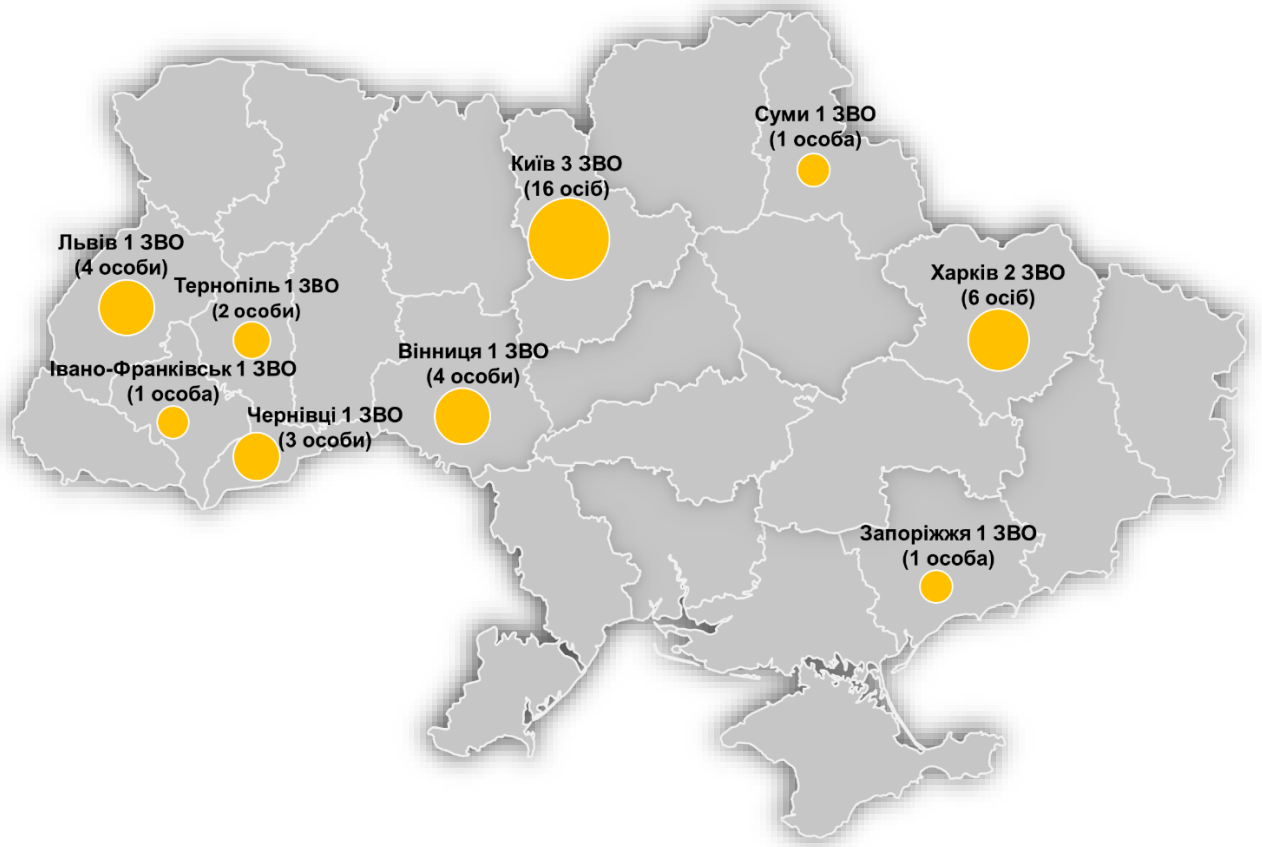 Суми 1 ЗВО
(1 особа)
Київ 3 ЗВО
(16 осіб)
Львів 1 ЗВО
(4 особи)
Тернопіль 1 ЗВО
(2 особи)
Харків 2 ЗВО
(6 осіб)
Вінниця 1 ЗВО
(4 особи)
Івано-Франківськ 1 ЗВО
(1 особа)
Чернівці 1 ЗВО
(3 особи)
Запоріжжя 1 ЗВО
(1 особа)